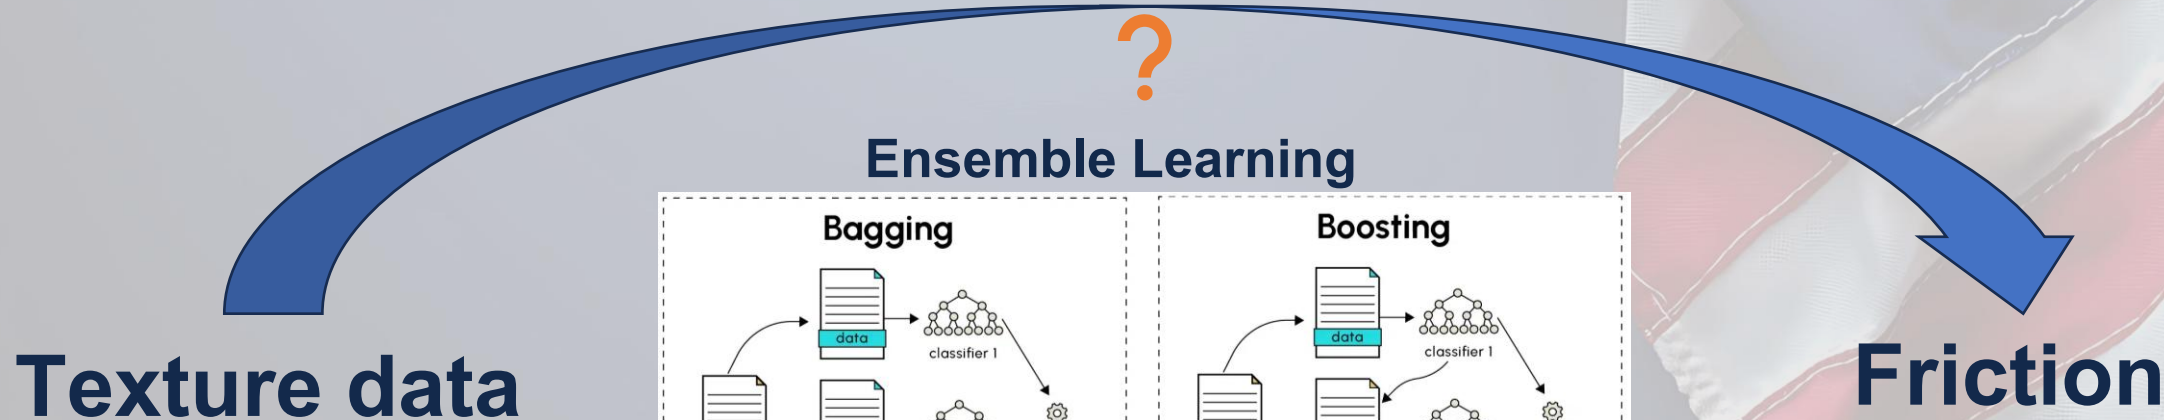 ?
Ensemble Learning
Bagging
Boosting
data
classifier 1
data
classifier 1
Texture data
Friction